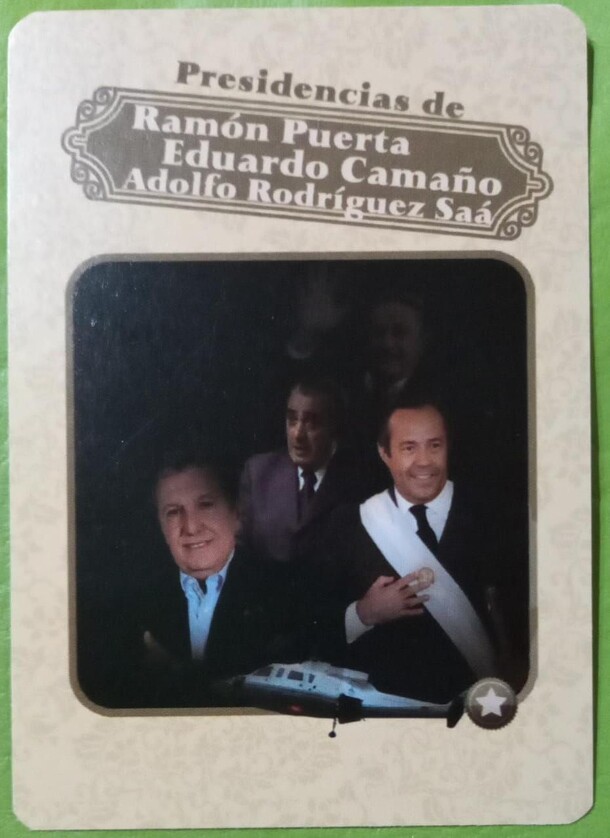 Presidencias de
Ramón Puerta
Eduardo Camaño
Adolfo Rodríguez Saá